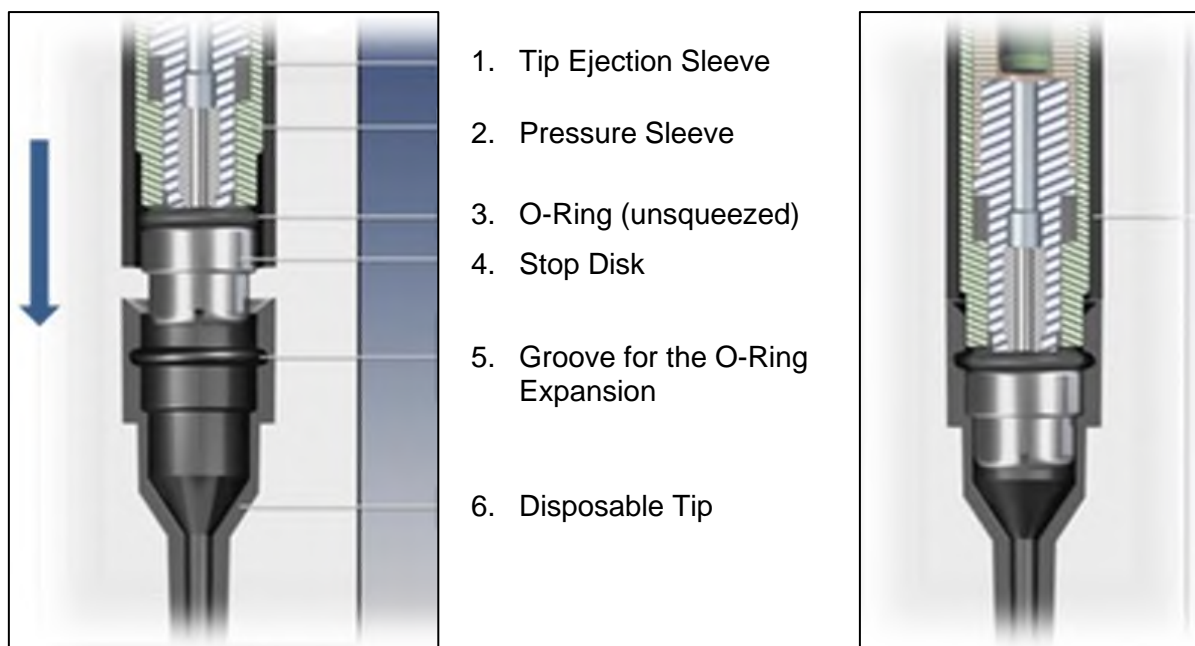 1. Tip Ejection Sleeve
2. Pressure Sleeve
3. O-Ring (unsqueezed)
4. Stop Disk
5. Groove for the O-Ring
Expansion
6. Disposable Tip